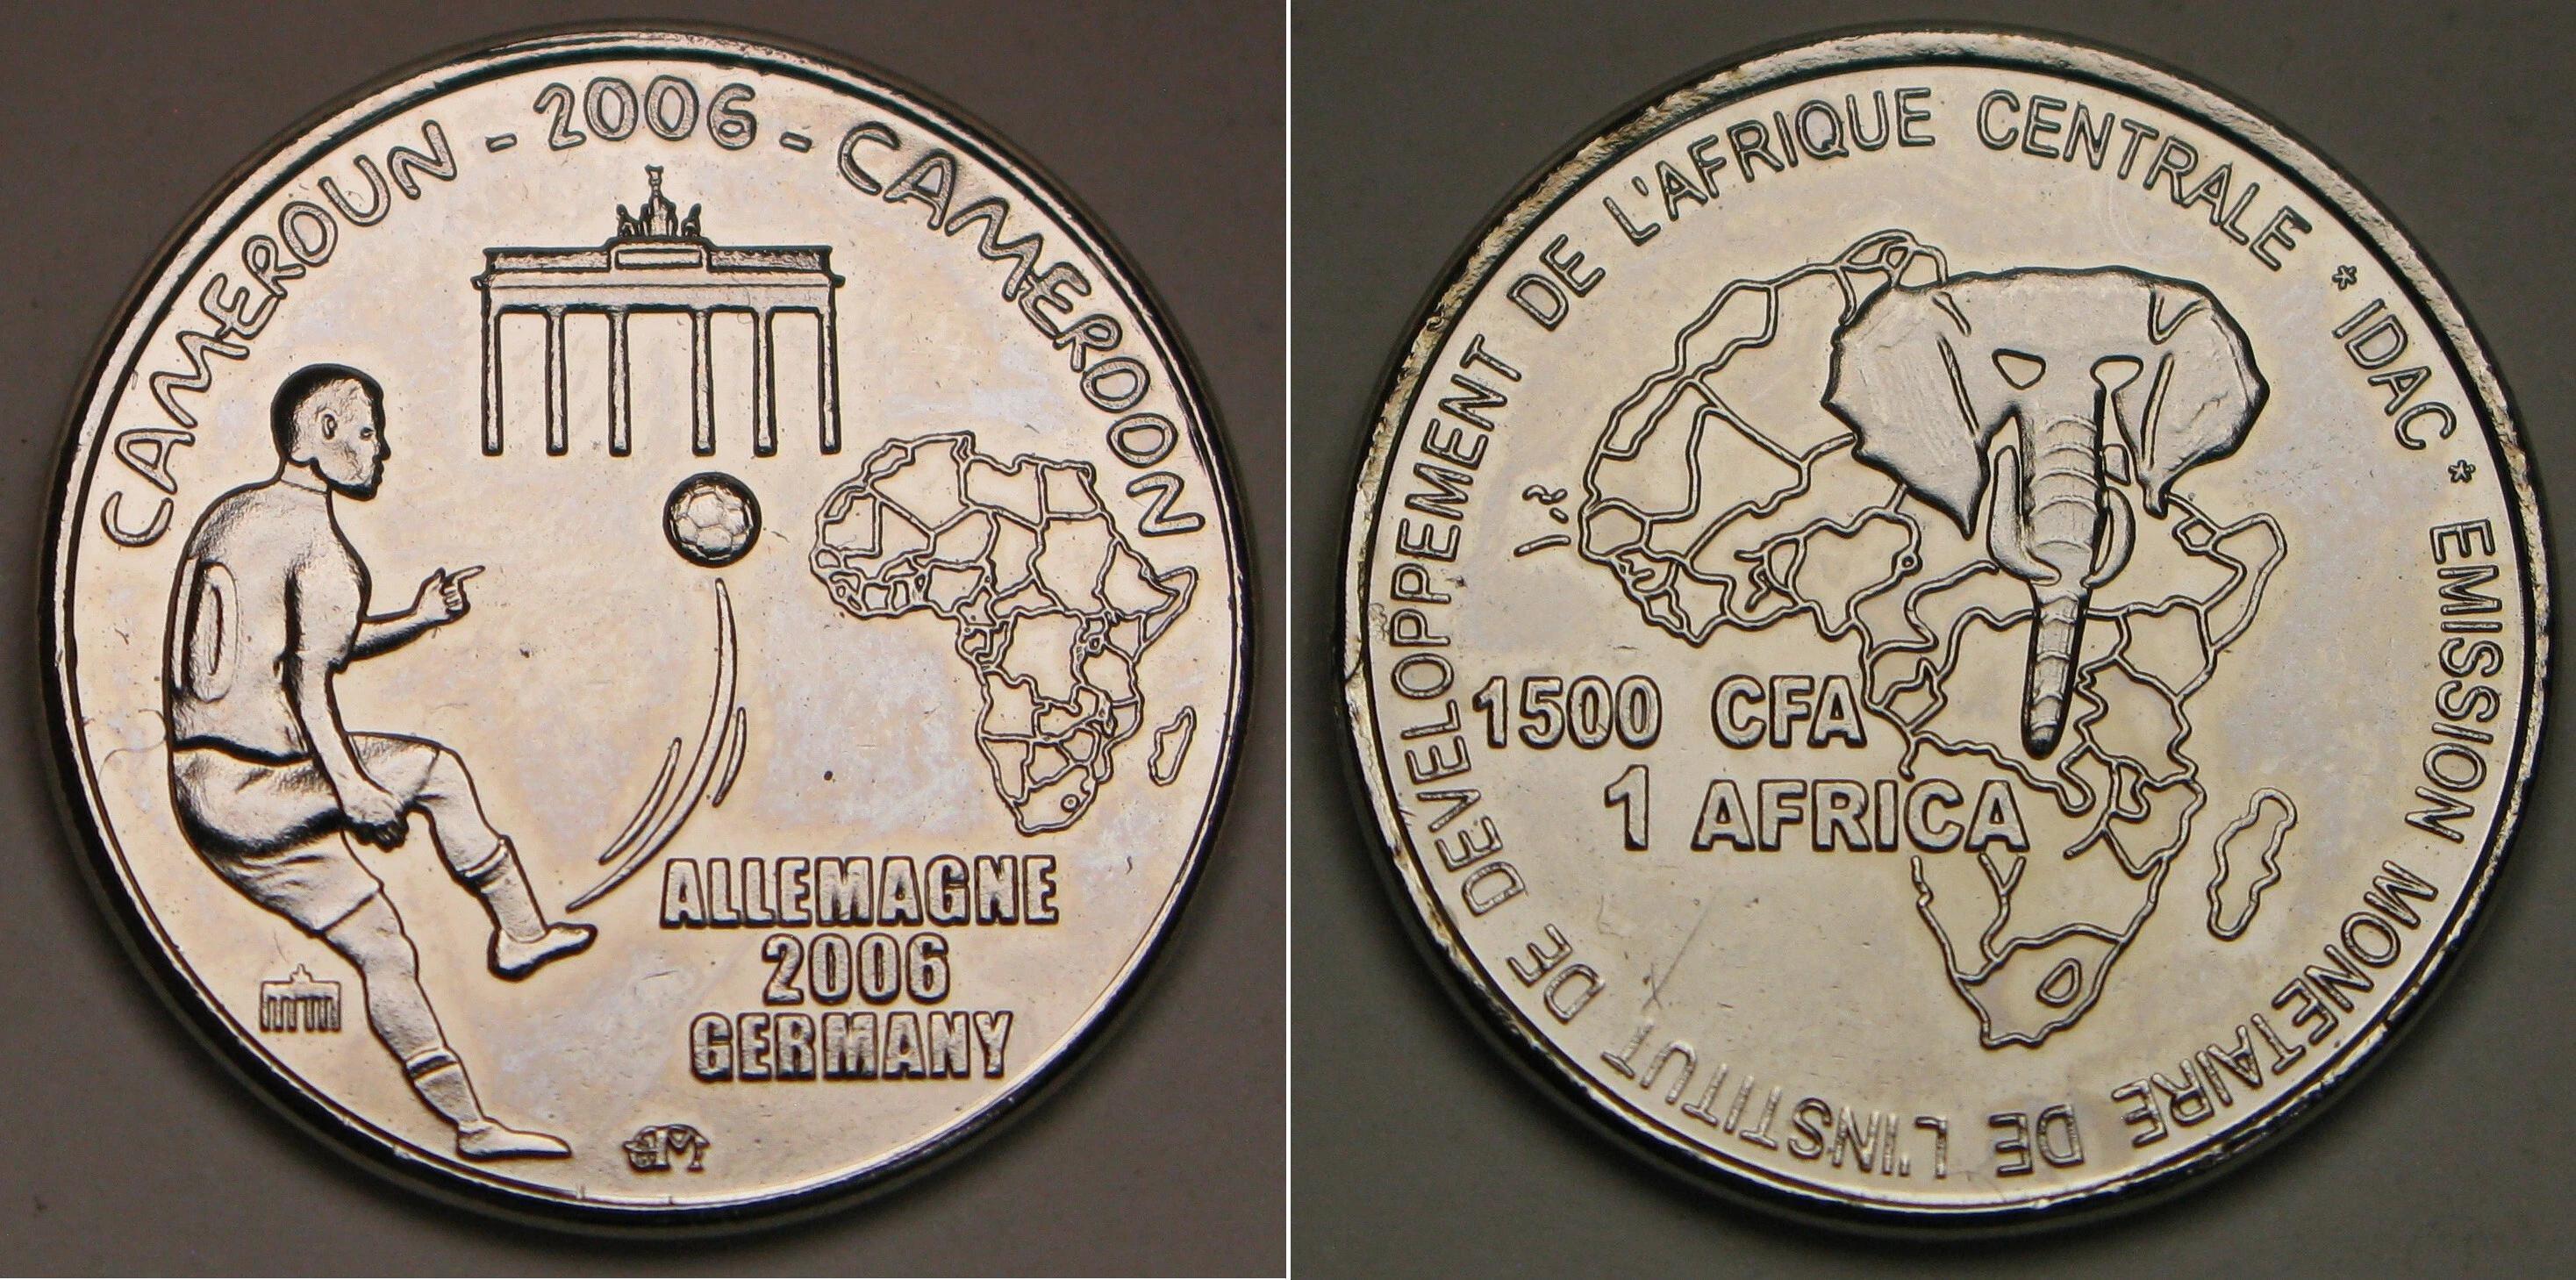 CAMEROUN - 2006 - CAMEROON
0
ALLEMAGNE
2006
GERMANY
EMISSION MONETAIRE DE L'INSTITUT DE DEVELOPPEMENT DE L'AFRIQUE CENTRALE * IDAC *
1500 CFA
1 AFRICA